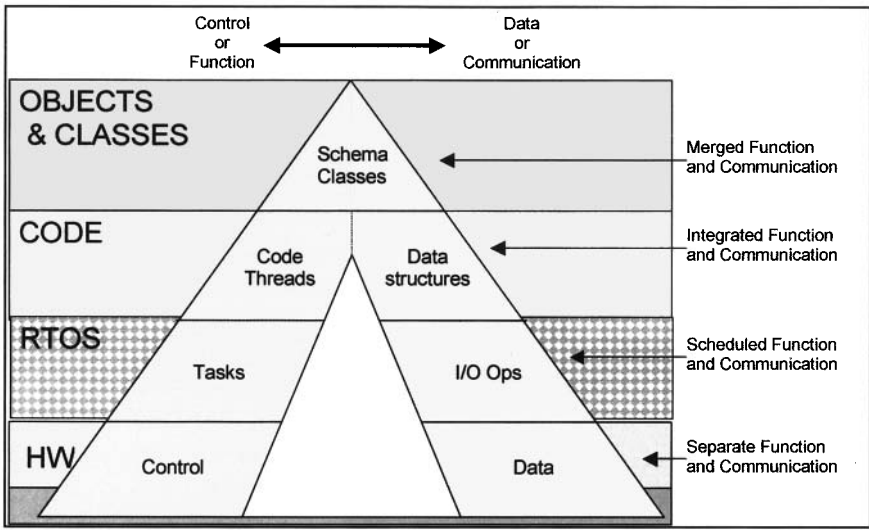 Control
or
Function
Data
or
Communication
OBJECTS
& CLASSES
Schema
Classes
Merged Function
and Communication
CODE
Code
Threads
Data
structures
Integrated Function
and Communication
RTOS
Tasks
I/O Ops
Scheduled Function
and Communication
HW
Control
Data
Separate Function
and Communication